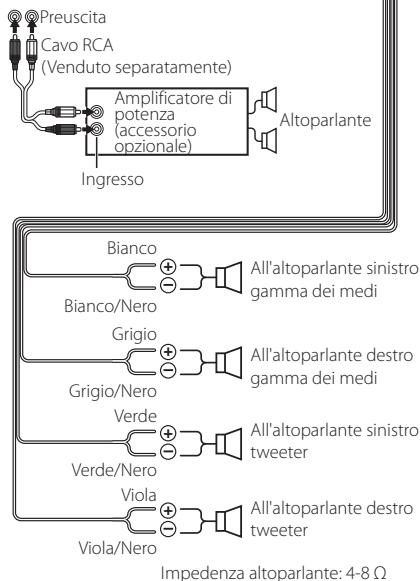 Preuscita
Cavo RCA
(Venduto separatamente)
Amplificatore di
potenza
(accessorio
opzionale)
Altoparlante
Ingresso
Bianco
Bianco/Nero
All'altoparlante sinistro
gamma dei medi
Grigio
Grigio/Nero
All'altoparlante destro
gamma dei medi
Verde
Verde/Nero
All'altoparlante sinistro
tweeter
Viola
Viola/Nero
All'altoparlante destro
tweeter
Impedenza altoparlante: 4-8 Ω